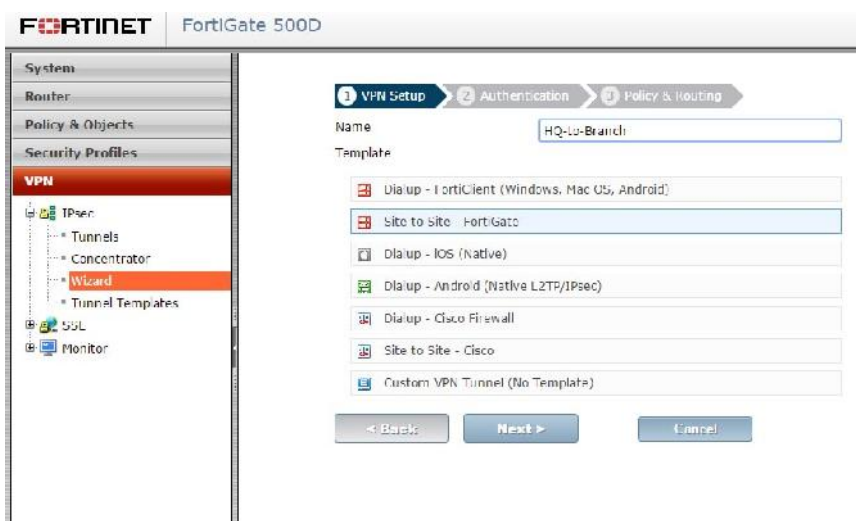 FORTINET FortiGate 500D
System
Router
Policy & Objects
Security Profiles
VPN
IPsec
Tunnels
Concentrator
Wizard
Tunnel Templates
SSL
Monitor
1 VPN Setup 2 Authentication 3 Policy & Routing
Name HQ-to-Branch
Template
Dialup - FortiClient (Windows, Mac OS, Android)
Site to Site - FortiGate
Dialup - iOS (Native)
Dialup - Android (Native L2TP/IPsec)
Dialup - Cisco Firewall
Site to Site - Cisco
Custom VPN Tunnel (No Template)
< Back Next > Cancel